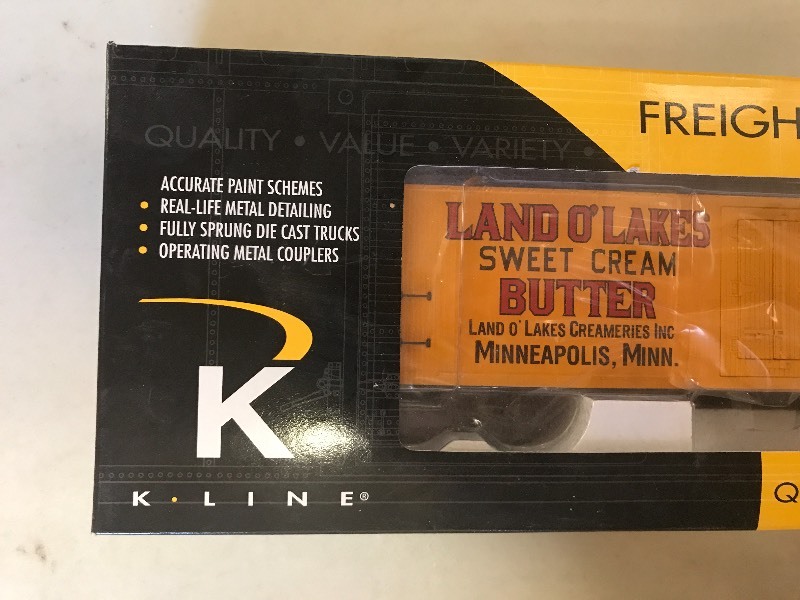 FREIGH
QUALITY • VALUE • VARIETY •
ACCURATE PAINT SCHEMES
• REAL-LIFE METAL DETAILING
• FULLY SPRUNG DIE CAST TRUCKS
• OPERATING METAL COUPLERS
LAND O'LAKES
SWEET CREAM
BUTTER
LAND O'LAKES CREAMERIES INC
MINNEAPOLIS, MINN.
K
K·LINE®
Q